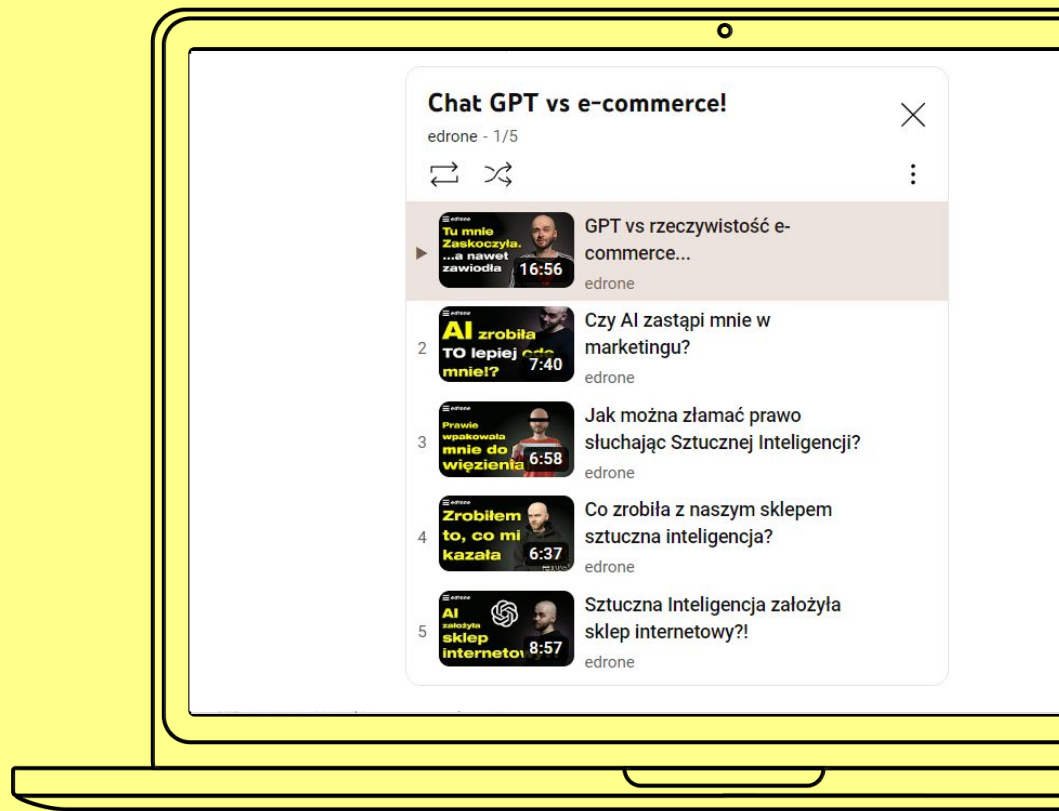 Chat GPT vs e-commerce!
edrone - 1/5
edrone
Tu mnie
Zaskoczyła.
...a nawet
zawiodła
16:56
GPT vs rzeczywistość e-
commerce...
edrone
2
edrone
AI zrobiła
TO lepiej ode
mnie!?
7:40
Czy AI zastąpi mnie w
marketingu?
edrone
3
edrone
Prawie
wpakowała
mnie do
więzienia
6:58
Jak można złamać prawo
słuchając Sztucznej Inteligencji?
edrone
4
edrone
Zrobiłem
to, co mi
kazała
6:37
Co zrobiła z naszym sklepem
sztuczna inteligencja?
edrone
5
edrone
AI
założyła
sklep
8:57
Sztuczna Inteligencja założyła
sklep internetowy?!
edrone